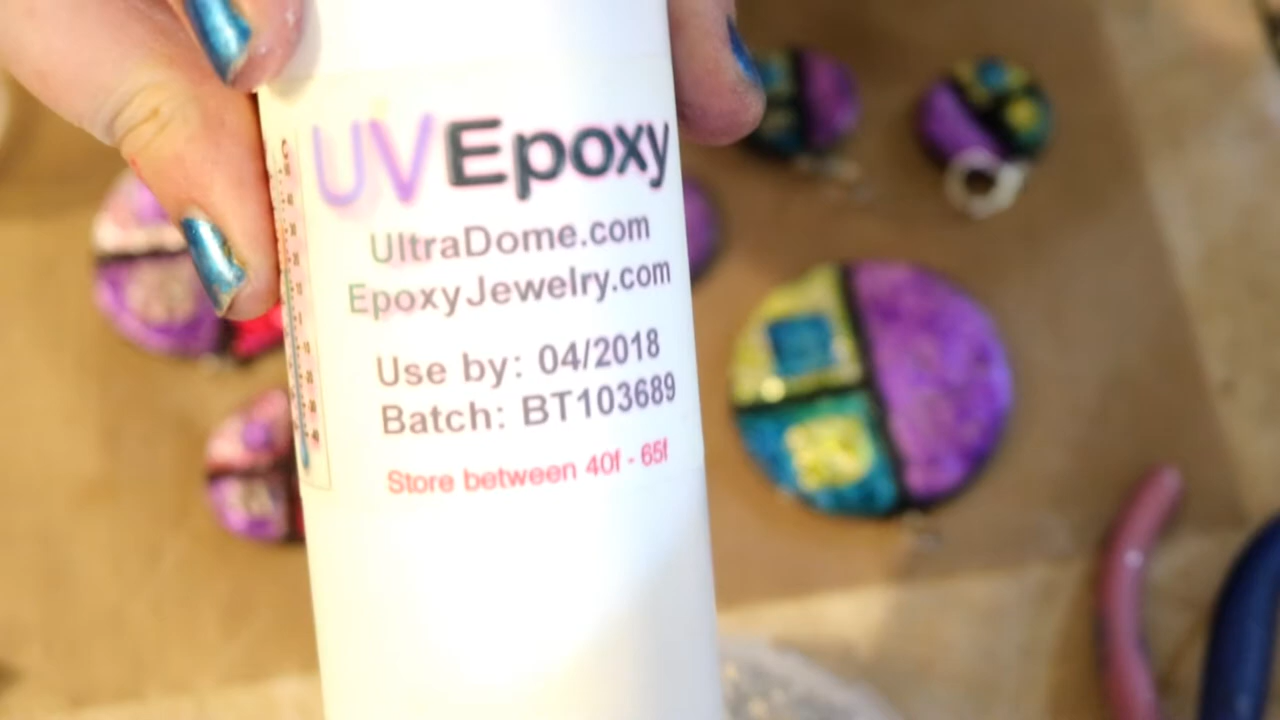 UVEpoxy
UltraDome.com
EpoxyJewelry.com
Use by: 04/2018
Batch: BT103689
Store between 40f - 65f